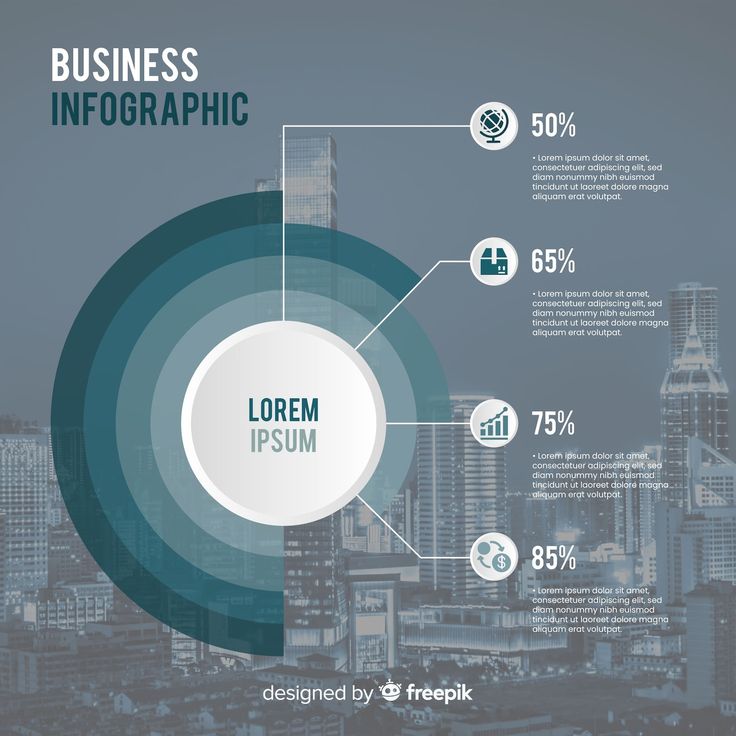 BUSINESS
INFOGRAPHIC
50%
• Lorem ipsum dolor sit amet,
consectetuer adipiscing elit, sed
diam nonummy nibh euismod
tincidunt ut laoreet dolore magna
aliquam erat volutpat.
65%
• Lorem ipsum dolor sit amet,
consectetuer adipiscing elit, sed
diam nonummy nibh euismod
tincidunt ut laoreet dolore magna
aliquam erat volutpat.
LOREM
IPSUM
75%
• Lorem ipsum dolor sit amet,
consectetuer adipiscing elit, sed
diam nonummy nibh euismod
tincidunt ut laoreet dolore magna
aliquam erat volutpat.
$
85%
• Lorem ipsum dolor sit amet,
consectetuer adipiscing elit, sed
diam nonummy nibh euismod
tincidunt ut laoreet dolore magna
aliquam erat volutpat.
designed by freepik